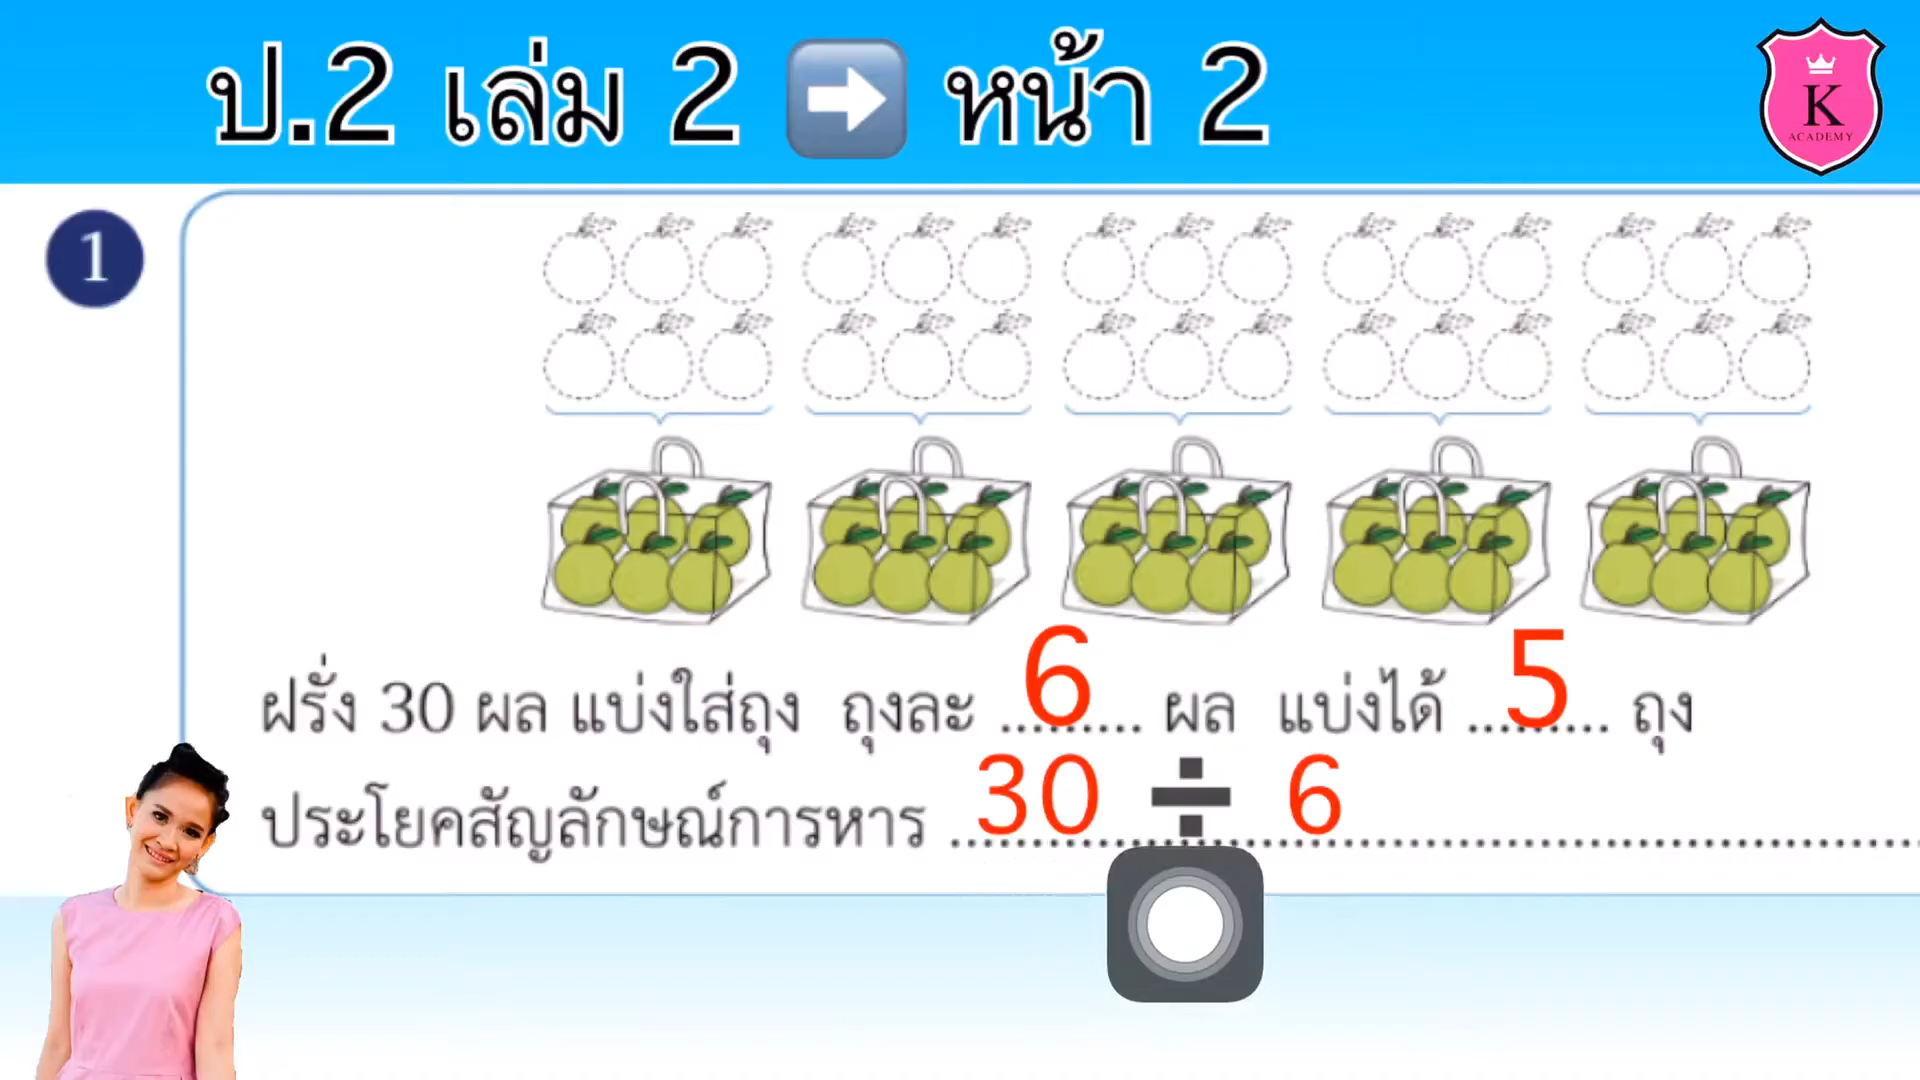 ป.2 เล่ม 2 ➡ หน้า 2
K
ACADEMY
1
ฝรั่ง 30 ผล แบ่งใส่ถุง ถุงละ ...6... ผล แบ่งได้ ...5... ถุง
ประโยคสัญลักษณ์การหาร 30 ÷ 6